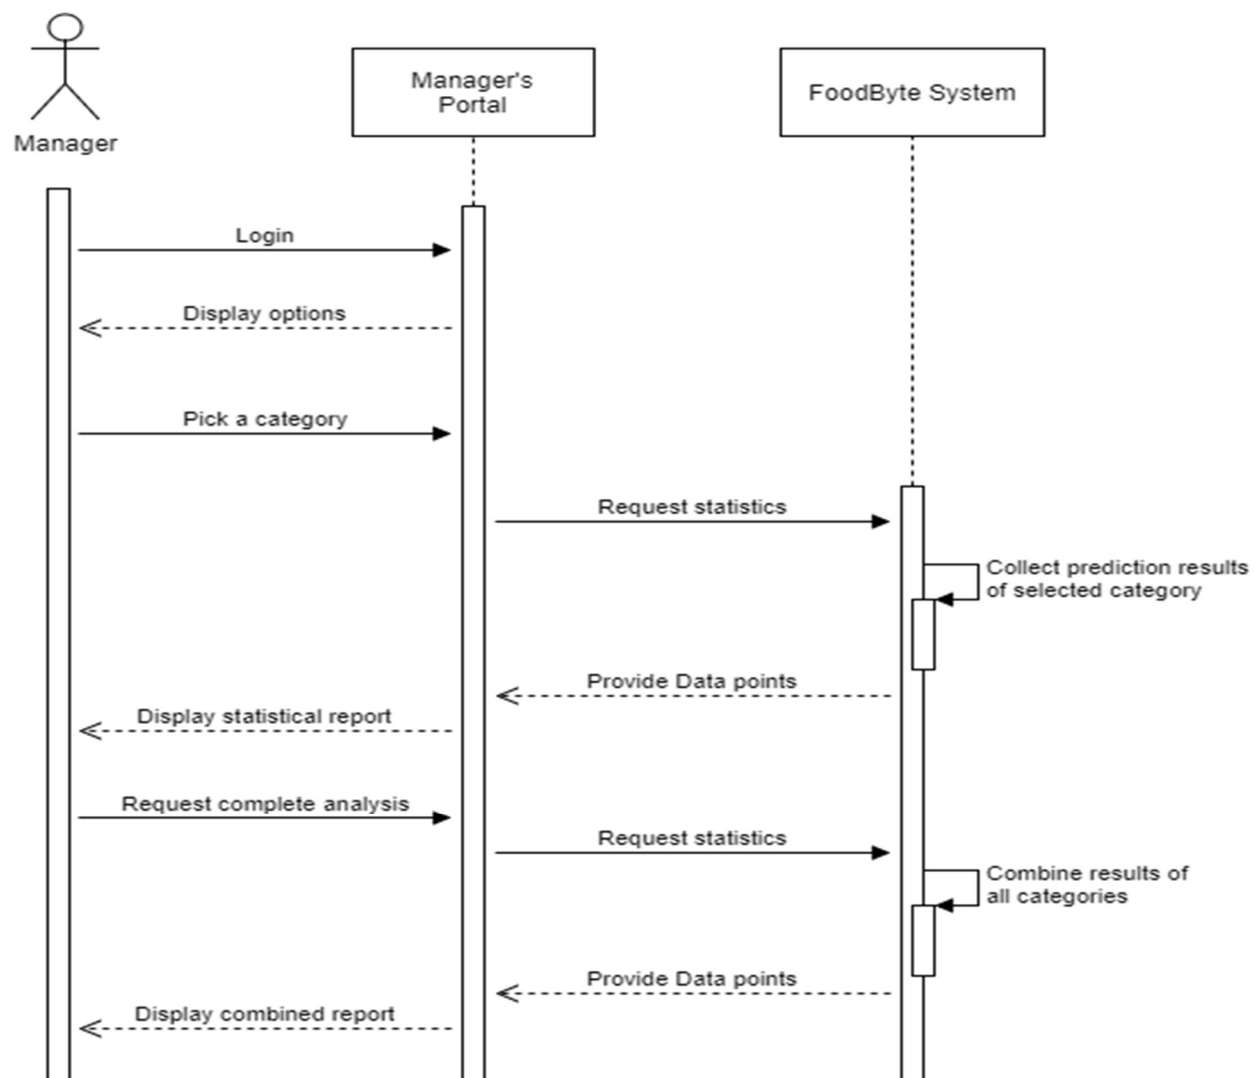 Manager
Manager's
Portal
FoodByte System
Login
Display options
Pick a category
Request statistics
Collect prediction results
of selected category
Provide Data points
Display statistical report
Request complete analysis
Request statistics
Combine results of
all categories
Provide Data points
Display combined report